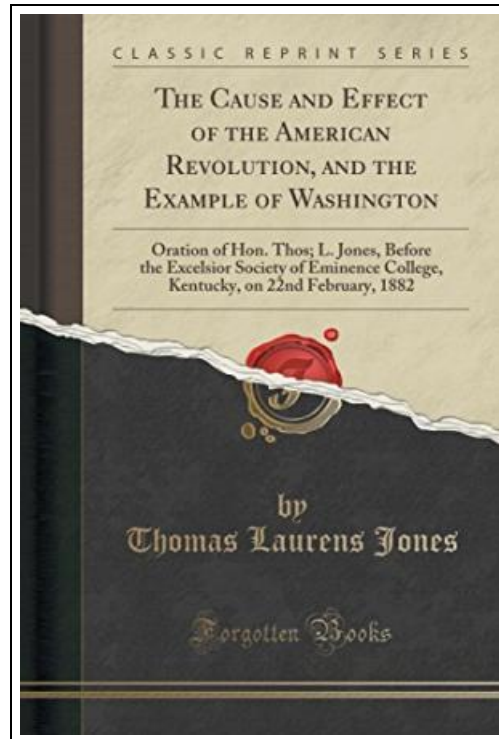 CLASSIC REPRINT SERIES
THE CAUSE AND EFFECT
OF THE AMERICAN
REVOLUTION, AND THE
EXAMPLE OF WASHINGTON
Oration of Hon. Thos; L. Jones, Before
the Excelsior Society of Eminence College,
Kentucky, on 22nd February, 1882
by
Thomas Laurens Jones
Forgotten Books